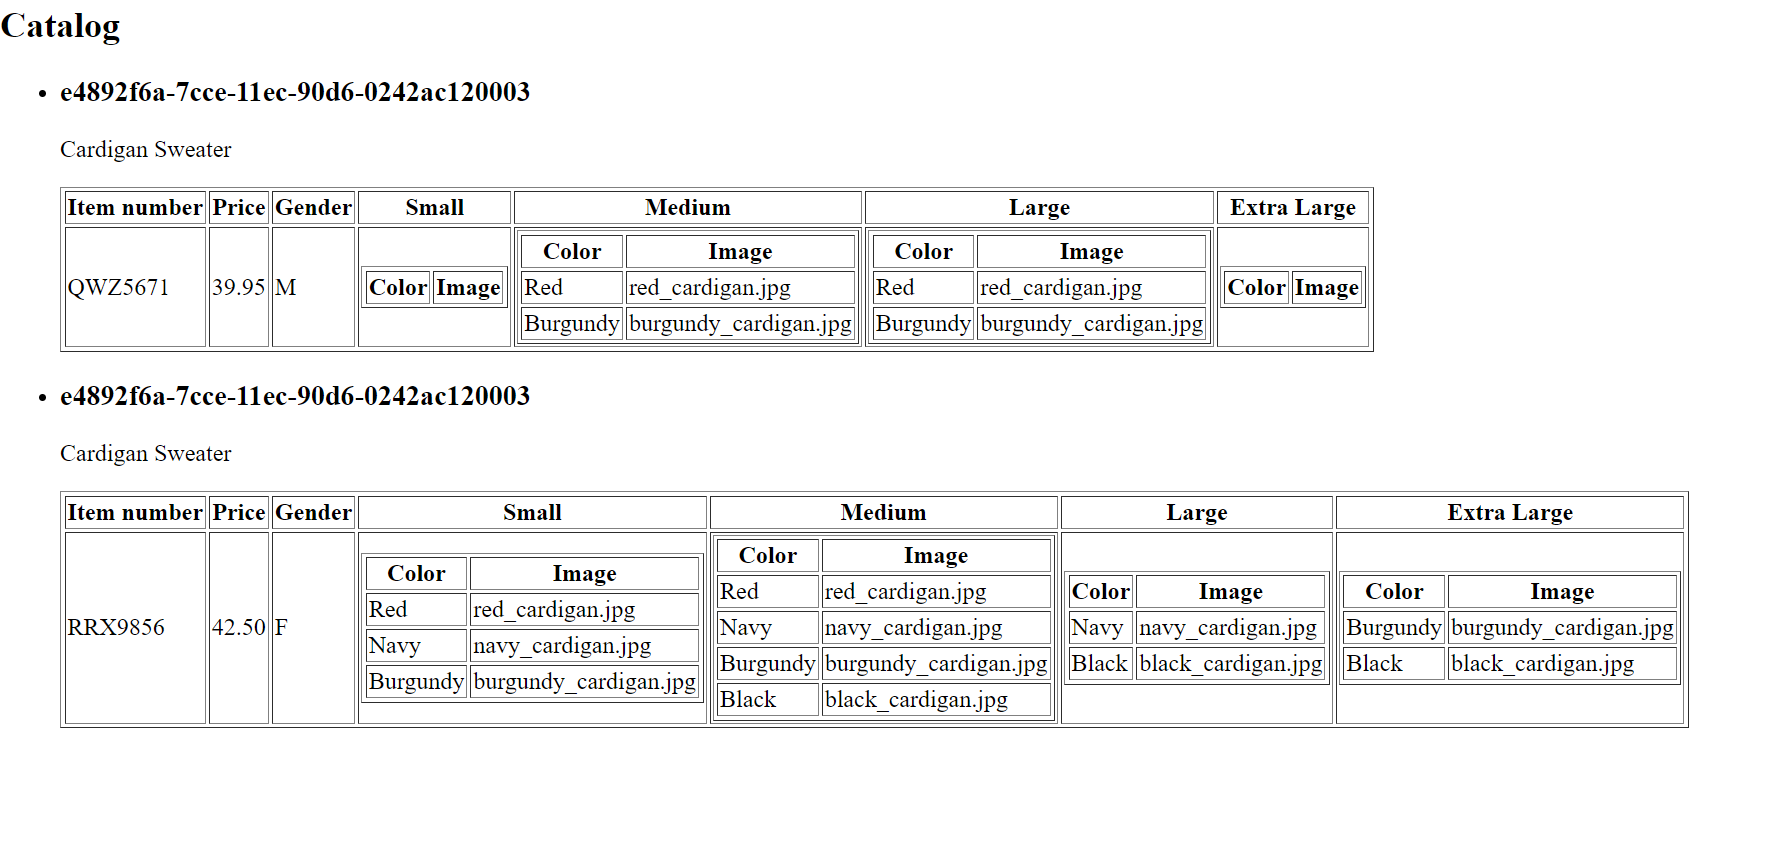 Catalog
e4892f6a-7cce-11ec-90d6-0242ac120003
Cardigan Sweater
Item number Price Gender Small Medium Large Extra Large
QWZ5671 39.95 M
Color Image
Color Image
Red red_cardigan.jpg
Burgundy burgundy_cardigan.jpg
Color Image
Red red_cardigan.jpg
Burgundy burgundy_cardigan.jpg
Color Image
e4892f6a-7cce-11ec-90d6-0242ac120003
Cardigan Sweater
Item number Price Gender Small Medium Large Extra Large
RRX9856 42.50 F
Color Image
Red red_cardigan.jpg
Navy navy_cardigan.jpg
Burgundy burgundy_cardigan.jpg
Color Image
Red red_cardigan.jpg
Navy navy_cardigan.jpg
Burgundy burgundy_cardigan.jpg
Black black_cardigan.jpg
Color Image
Navy navy_cardigan.jpg
Black black_cardigan.jpg
Color Image
Burgundy burgundy_cardigan.jpg
Black black_cardigan.jpg